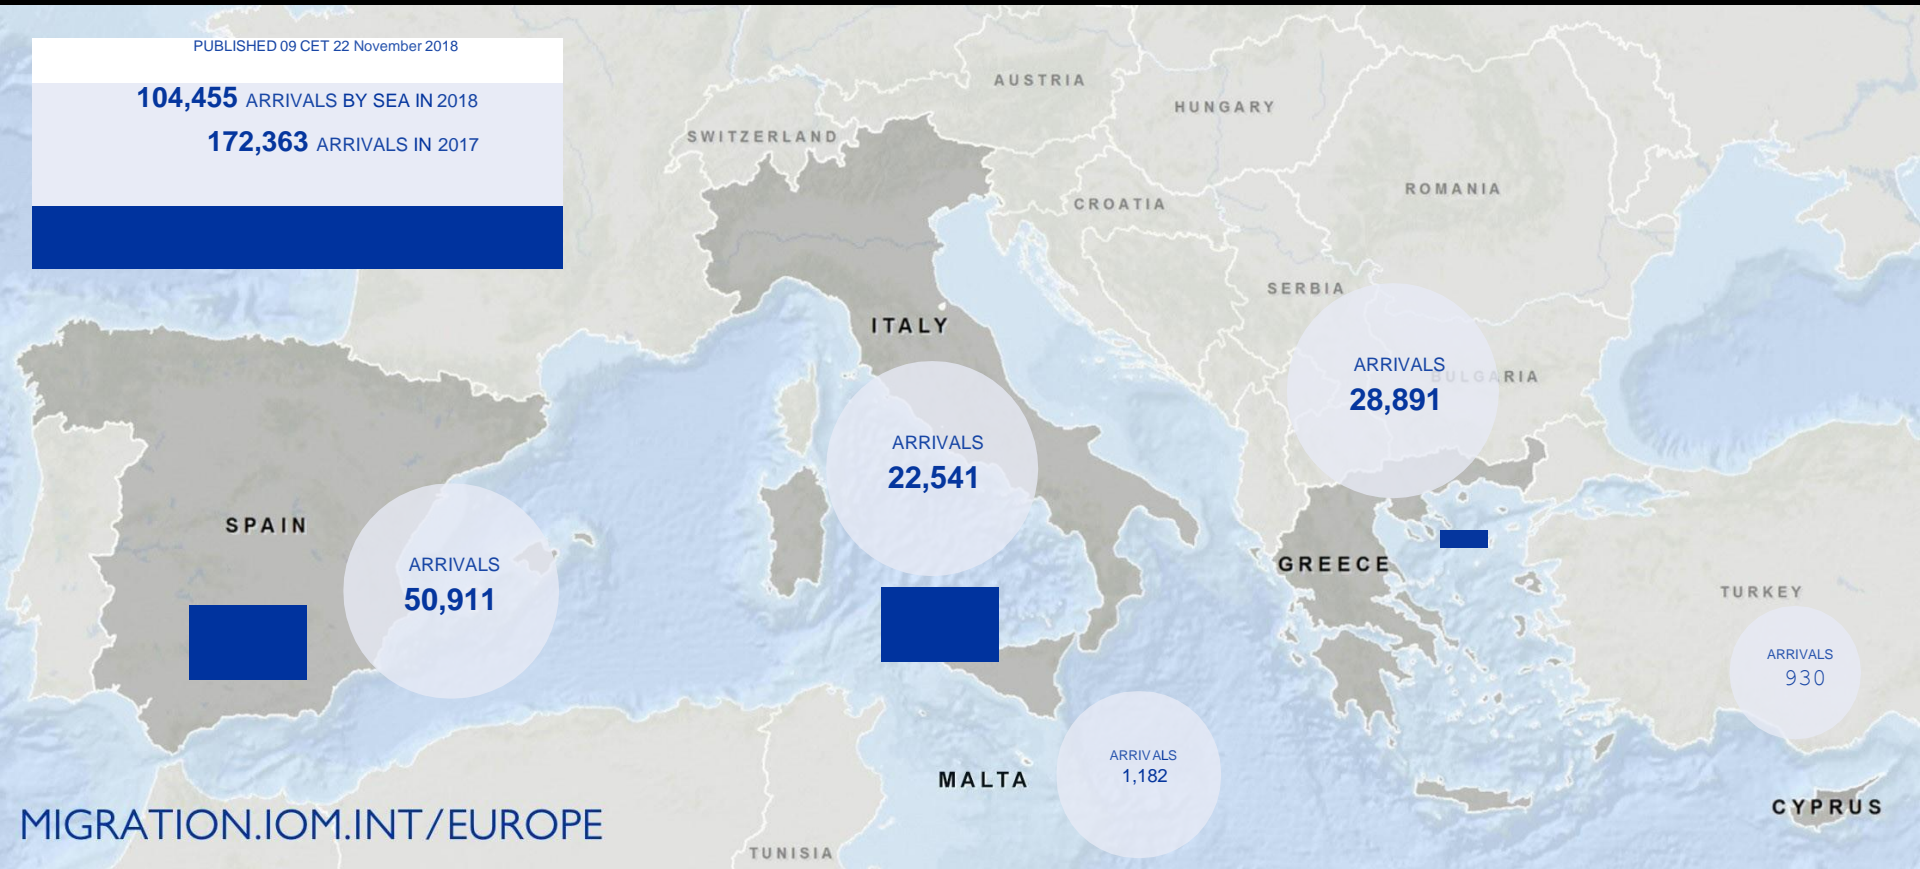 PUBLISHED 09 CET 22 November 2018
104,455 ARRIVALS BY SEA IN 2018
172,363 ARRIVALS IN 2017
AUSTRIA
HUNGARY
SWITZERLAND
ROMANIA
CROATIA
SERBIA
ITALY
ARRIVALS
28,891
BULGARIA
ARRIVALS
22,541
SPAIN
ARRIVALS
50,911
GREECE
TURKEY
ARRIVALS
930
ARRIVALS
1,182
MALTA
CYPRUS
MIGRATION.IOM.INT/EUROPE
TUNISIA